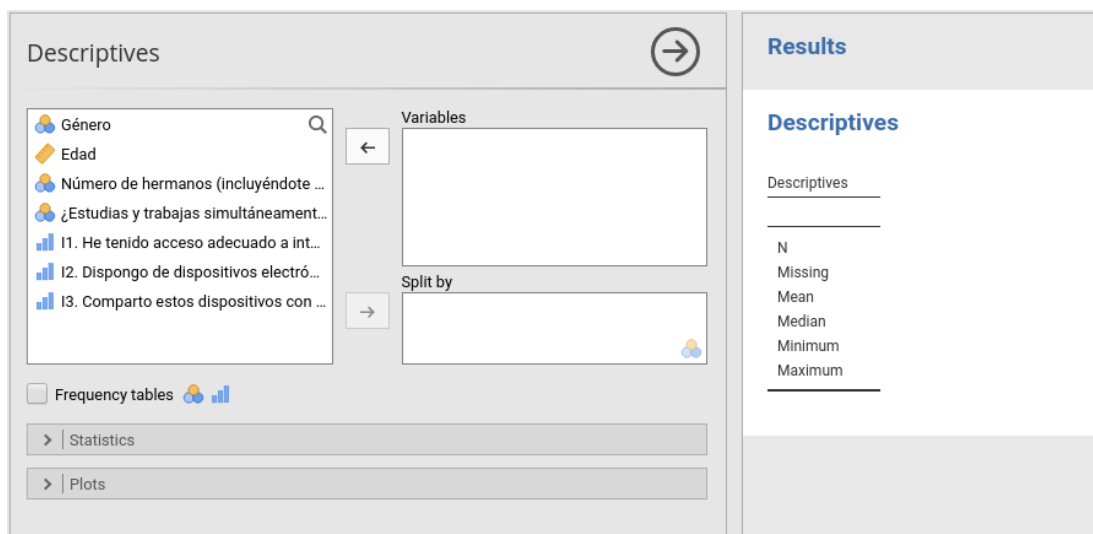 Descriptives
Género
Edad
Número de hermanos (incluyéndote ...
¿Estudias y trabajas simultáneament...
I1. He tenido acceso adecuado a int...
I2. Dispongo de dispositivos electró...
I3. Comparto estos dispositivos con ...
Variables
Split by
Frequency tables
Statistics
Plots
Results
Descriptives
Descriptives
N
Missing
Mean
Median
Minimum
Maximum